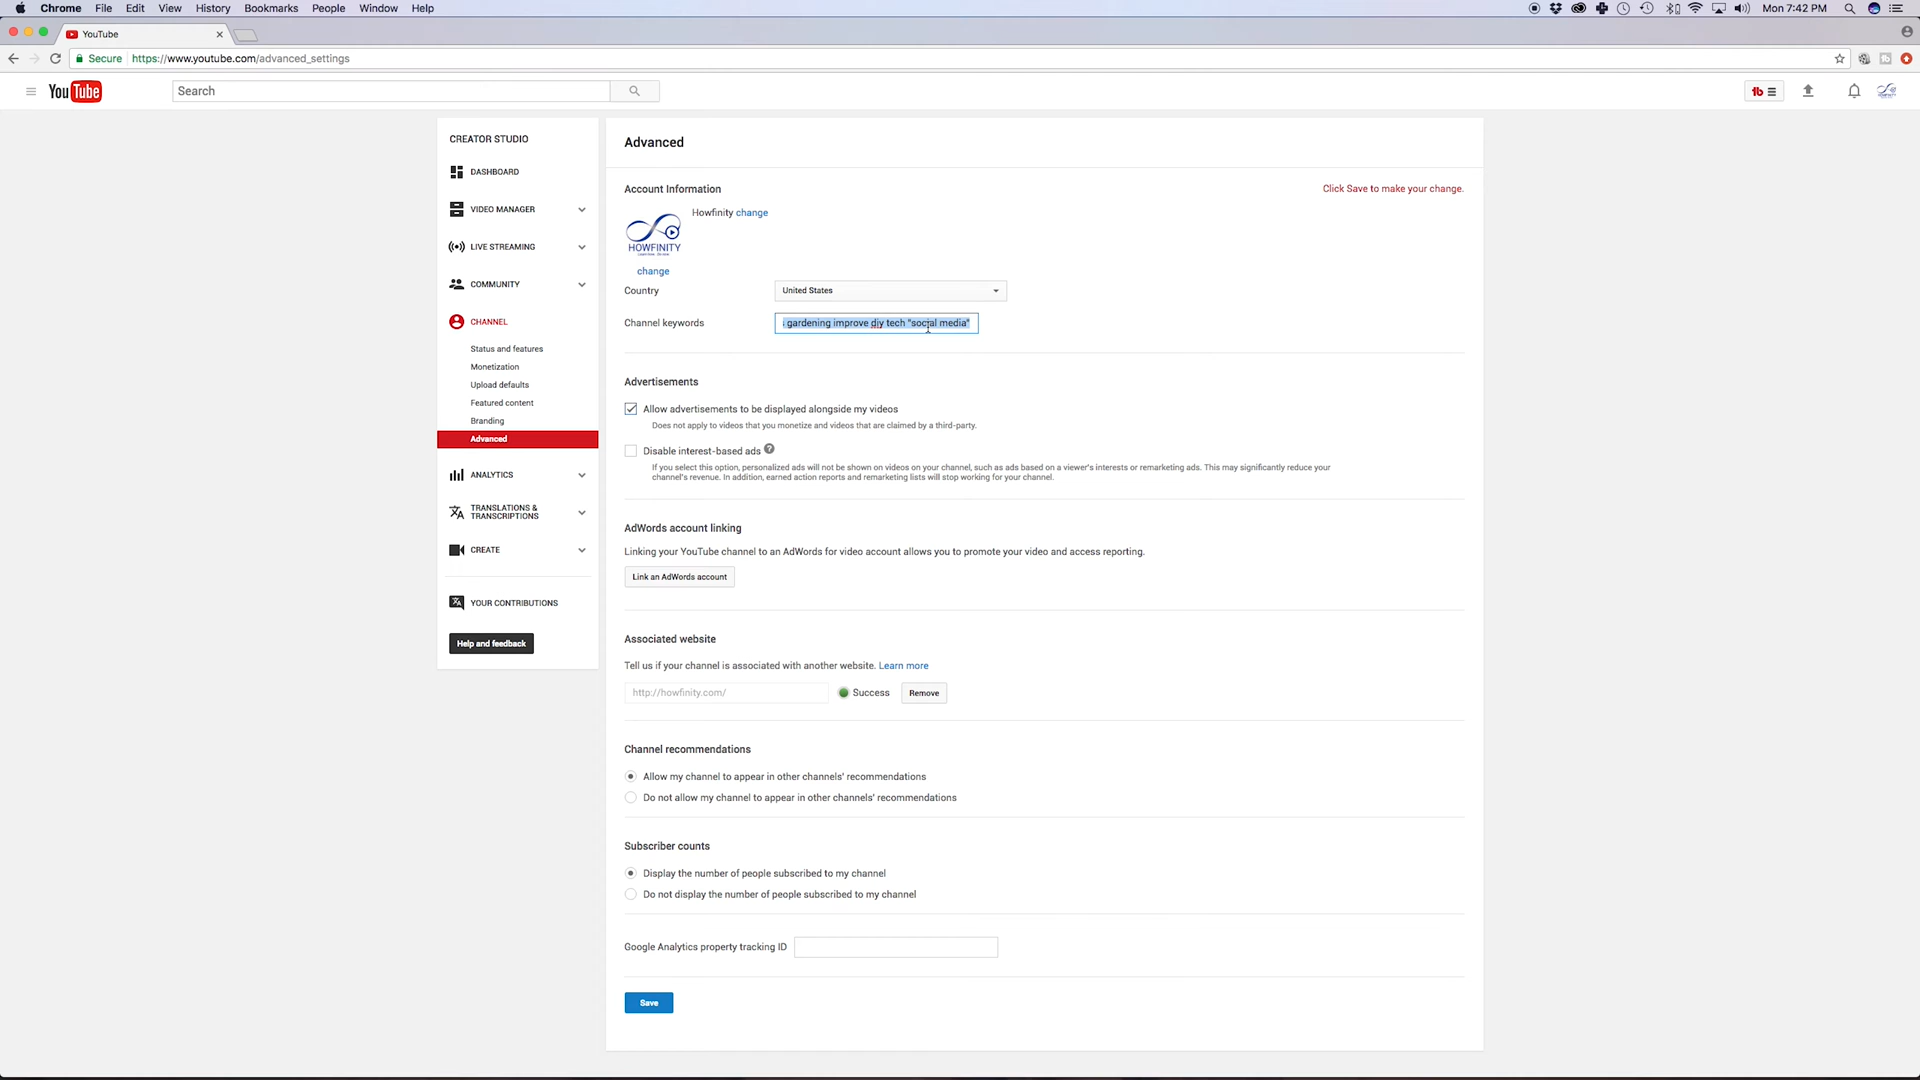 Chrome File Edit View History Bookmarks People Window Help
Mon 7:42 PM
YouTube
Secure https://www.youtube.com/advanced_settings
YouTube
Search
CREATOR STUDIO
DASHBOARD
VIDEO MANAGER
LIVE STREAMING
COMMUNITY
CHANNEL
Status and features
Monetization
Upload defaults
Featured content
Branding
Advanced
ANALYTICS
TRANSLATIONS &
TRANSCRIPTIONS
CREATE
YOUR CONTRIBUTIONS
Help and feedback
Advanced
Account Information
Click Save to make your change.
Howfinity change
HOWFINITY
change
Country
United States
Channel keywords
gardening improve diy tech "social media"
Advertisements
Allow advertisements to be displayed alongside my videos
Does not apply to videos that you monetize and videos that are claimed by a third-party.
Disable interest-based ads
If you select this option, personalized ads will not be shown on videos on your channel, such as ads based on a viewer's interests or remarketing ads. This may significantly reduce your
channel's revenue. In addition, earned action reports and remarketing lists will stop working for your channel.
AdWords account linking
Linking your YouTube channel to an AdWords for video account allows you to promote your video and access reporting.
Link an AdWords account
Associated website
Tell us if your channel is associated with another website. Learn more
http://howfinity.com/
Success
Remove
Channel recommendations
Allow my channel to appear in other channels' recommendations
Do not allow my channel to appear in other channels' recommendations
Subscriber counts
Display the number of people subscribed to my channel
Do not display the number of people subscribed to my channel
Google Analytics property tracking ID
Save